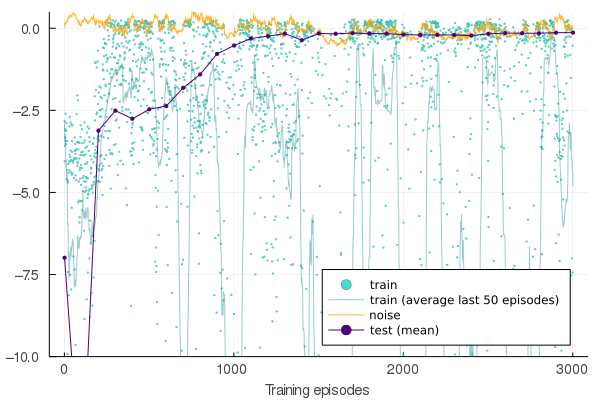 0.0
−2.5
−5.0
−7.5
−10.0
0
1000
2000
3000
Training episodes
train
train (average last 50 episodes)
noise
test (mean)